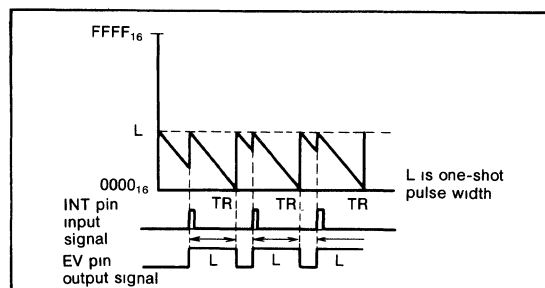 FFFF16
L
L is one-shot
pulse width
000016
TR TR TR
INT pin
input
signal
EV pin
output signal
L L L